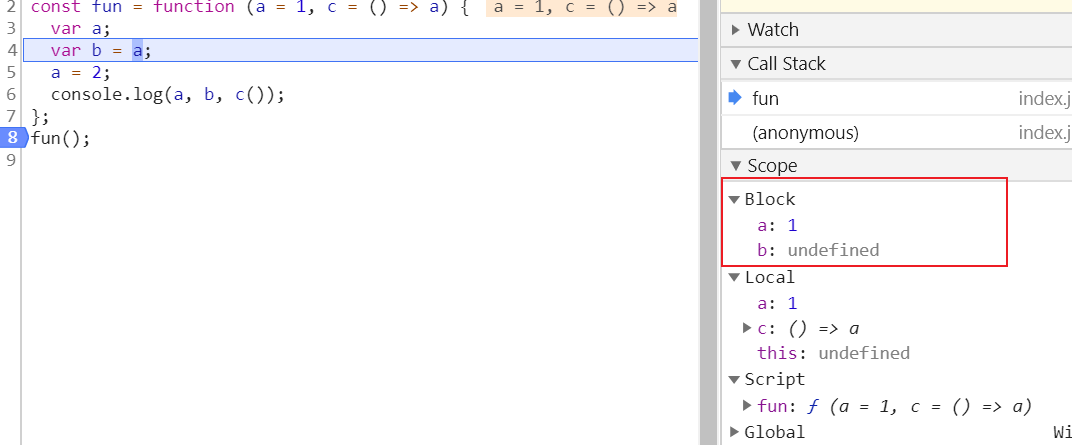 2 const fun = function (a = 1, c = () => a) { a = 1, c = () => a
3 var a;
4 var b = a;
5 a = 2;
6 console.log(a, b, c());
7 };
8 fun();
9
Watch
Call Stack
fun index.j
(anonymous) index.j
Scope
Block
a: 1
b: undefined
Local
a: 1
c: () => a
this: undefined
Script
fun: ƒ (a = 1, c = () => a)
Global Wi